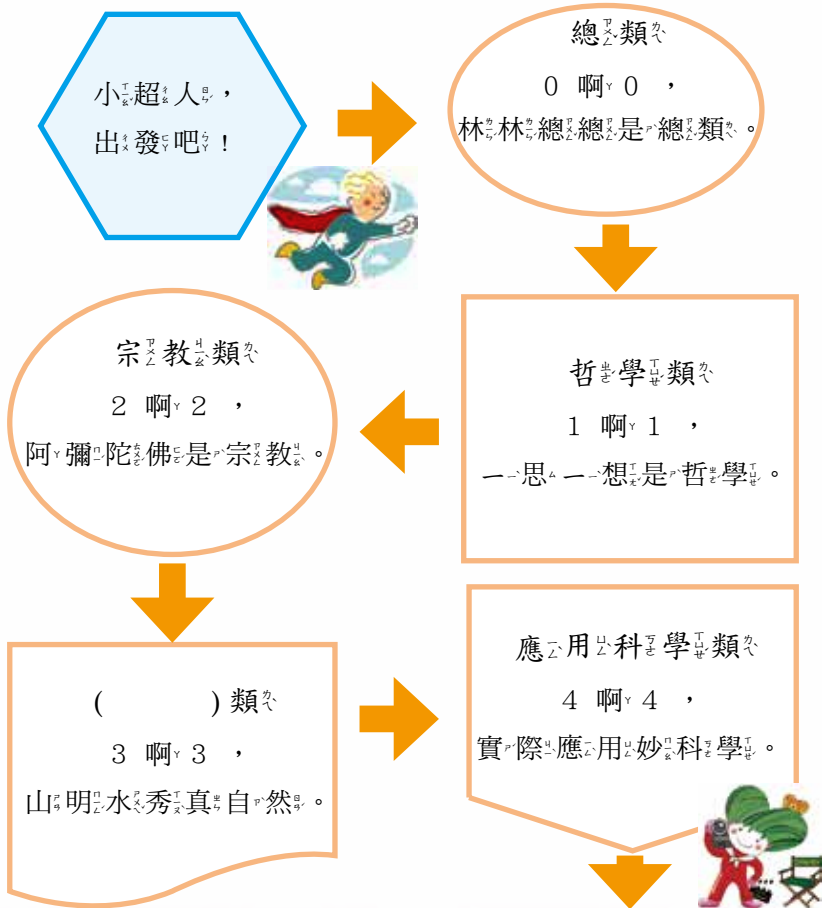 小超人，
出發吧！
總類
0 啊 0 ，
林林總總是總類。
哲學類
1 啊 1 ，
一思一想是哲學。
宗教類
2 啊 2 ，
阿彌陀佛是宗教。
(　　　)類
3 啊 3 ，
山明水秀真自然。
應用科學類
4 啊 4 ，
實際應用妙科學。